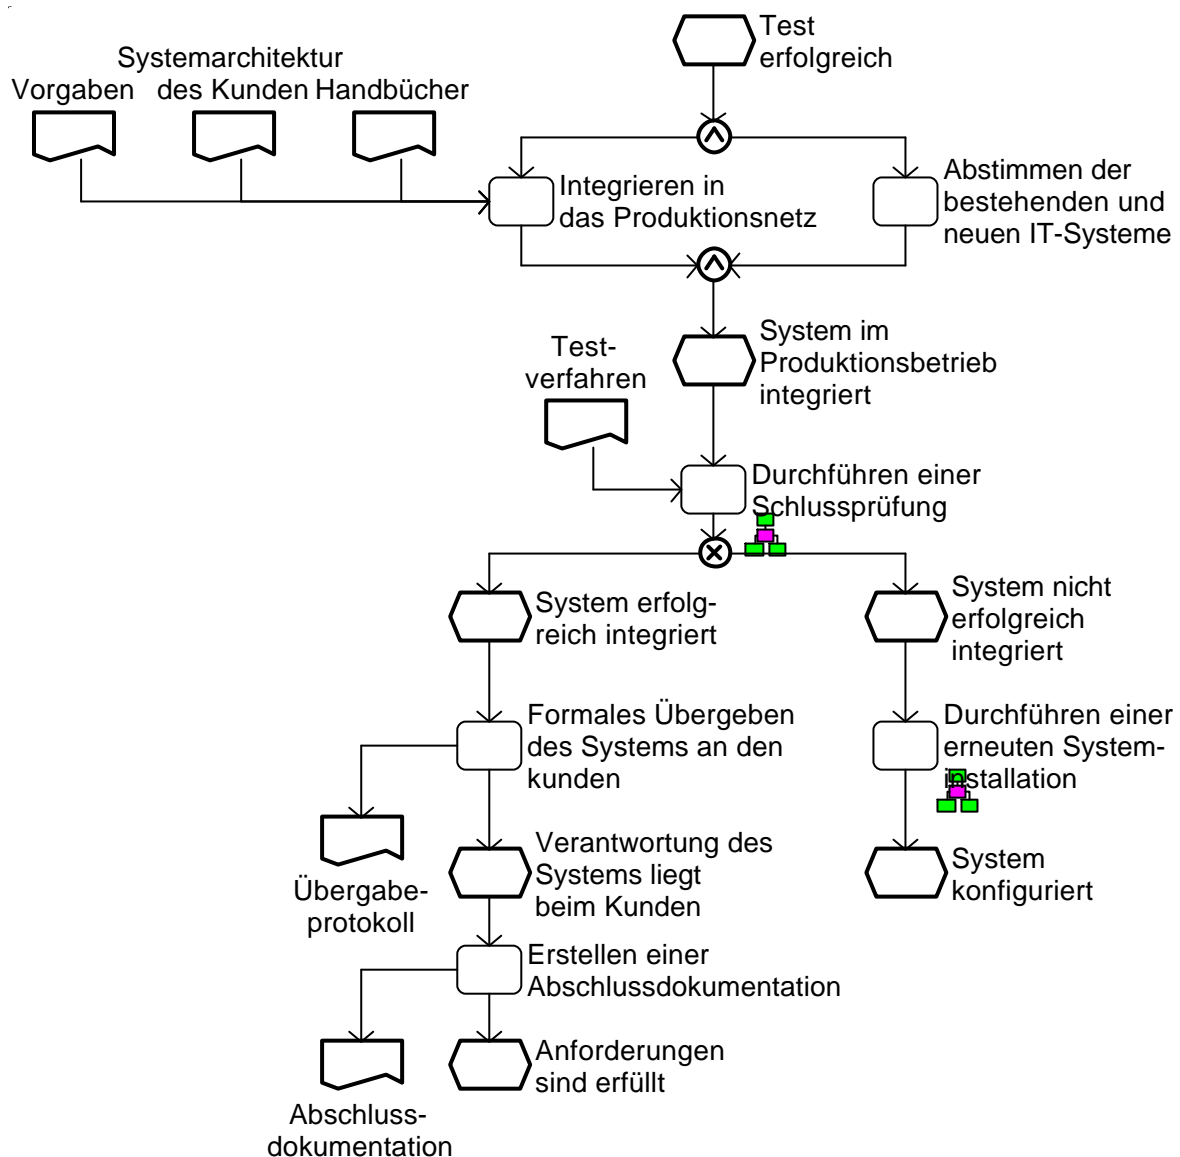 Test
erfolgreich
Systemarchitektur
Vorgaben des Kunden Handbücher
Integrieren in
das Produktionsnetz
Abstimmen der
bestehenden und
neuen IT-Systeme
System im
Produktionsbetrieb
integriert
Test-
verfahren
Durchführen einer
Schlussprüfung
System erfolg-
reich integriert
System nicht
erfolgreich
integriert
Formales Übergeben
des Systems an den
kunden
Durchführen einer
erneuten System-
installation
Übergabe-
protokoll
Verantwortung des
Systems liegt
beim Kunden
System
konfiguriert
Erstellen einer
Abschlussdokumentation
Abschluss-
dokumentation
Anforderungen
sind erfüllt